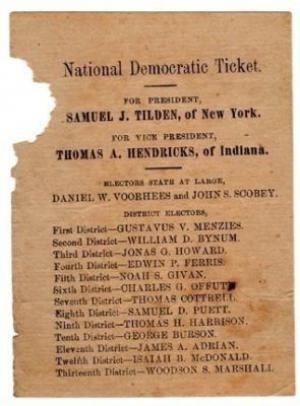 National Democratic Ticket.
FOR PRESIDENT,
SAMUEL J. TILDEN, of New York.
FOR VICE PRESIDENT,
THOMAS A. HENDRICKS, of Indiana.
ELECTORS STATE AT LARGE,
DANIEL W. VOORHEES and JOHN S. SCOBEY.
DISTRICT ELECTORS,
First District—GUSTAVUS V. MENZIES.
Second District—WILLIAM D. BYNUM.
Third District—JONAS G. HOWARD.
Fourth District—EDWIN P. FERRIS.
Fifth District—NOAH S. GIVAN.
Sixth District—CHARLES G. OFFUTT
Seventh District—THOMAS COTTRELL.
Eighth District—SAMUEL D. PUETT.
Ninth District—THOMAS H. HARRISON.
Tenth District—GEORGE BURSON.
Eleventh District—JAMES A. ADRIAN.
Twelfth District—ISAIAH B. McDONALD.
Thirteenth District—WOODSON S. MARSHALL